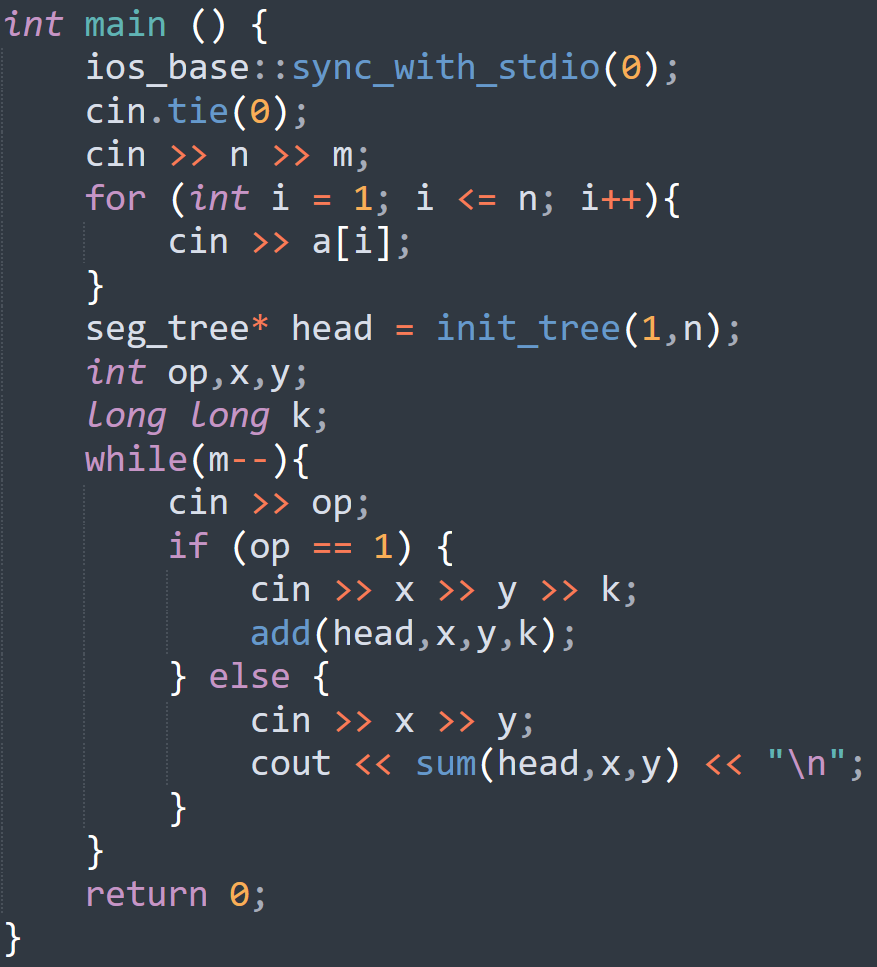 int main () {
    ios_base::sync_with_stdio(0);
    cin.tie(0);
    cin >> n >> m;
    for (int i = 1; i <= n; i++){
        cin >> a[i];
    }
    seg_tree* head = init_tree(1,n);
    int op,x,y;
    long long k;
    while(m--){
        cin >> op;
        if (op == 1) {
            cin >> x >> y >> k;
            add(head,x,y,k);
        } else {
            cin >> x >> y;
            cout << sum(head,x,y) << "\n";
        }
    }
    return 0;
}